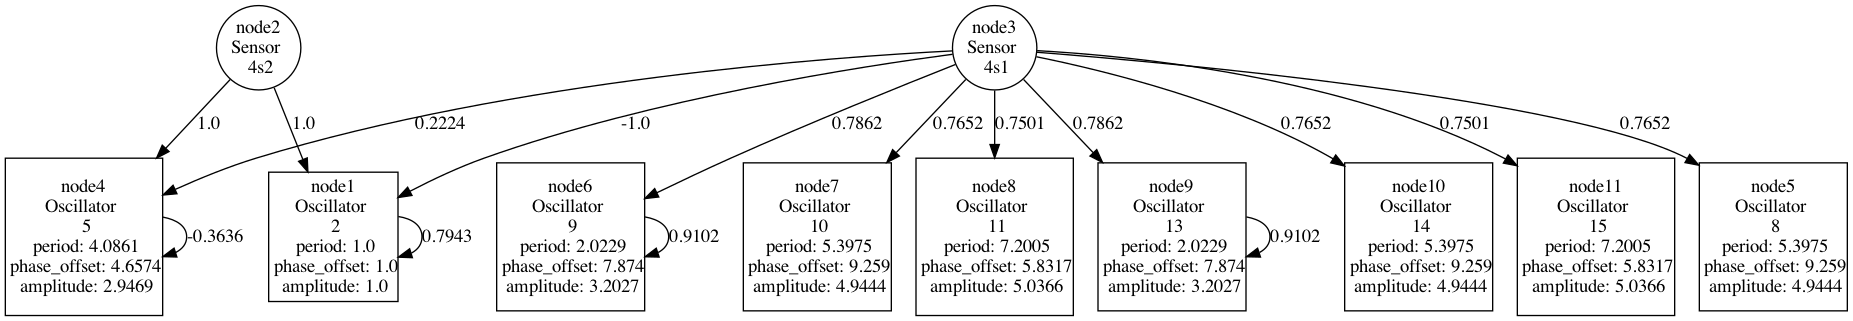 node2
Sensor
4s2
node3
Sensor
4s1
1.0
1.0
0.2224
-1.0
0.7862
0.7652
0.7501
0.7862
0.7652
0.7501
0.7652
node4
Oscillator
5
period: 4.0861
phase_offset: 4.6574
amplitude: 2.9469
-0.3636
node1
Oscillator
2
period: 1.0
phase_offset: 1.0
amplitude: 1.0
0.7943
node6
Oscillator
9
period: 2.0229
phase_offset: 7.874
amplitude: 3.2027
0.9102
node7
Oscillator
10
period: 5.3975
phase_offset: 9.259
amplitude: 4.9444
node8
Oscillator
11
period: 7.2005
phase_offset: 5.8317
amplitude: 5.0366
node9
Oscillator
13
period: 2.0229
phase_offset: 7.874
amplitude: 3.2027
0.9102
node10
Oscillator
14
period: 5.3975
phase_offset: 9.259
amplitude: 4.9444
node11
Oscillator
15
period: 7.2005
phase_offset: 5.8317
amplitude: 5.0366
node5
Oscillator
8
period: 5.3975
phase_offset: 9.259
amplitude: 4.9444